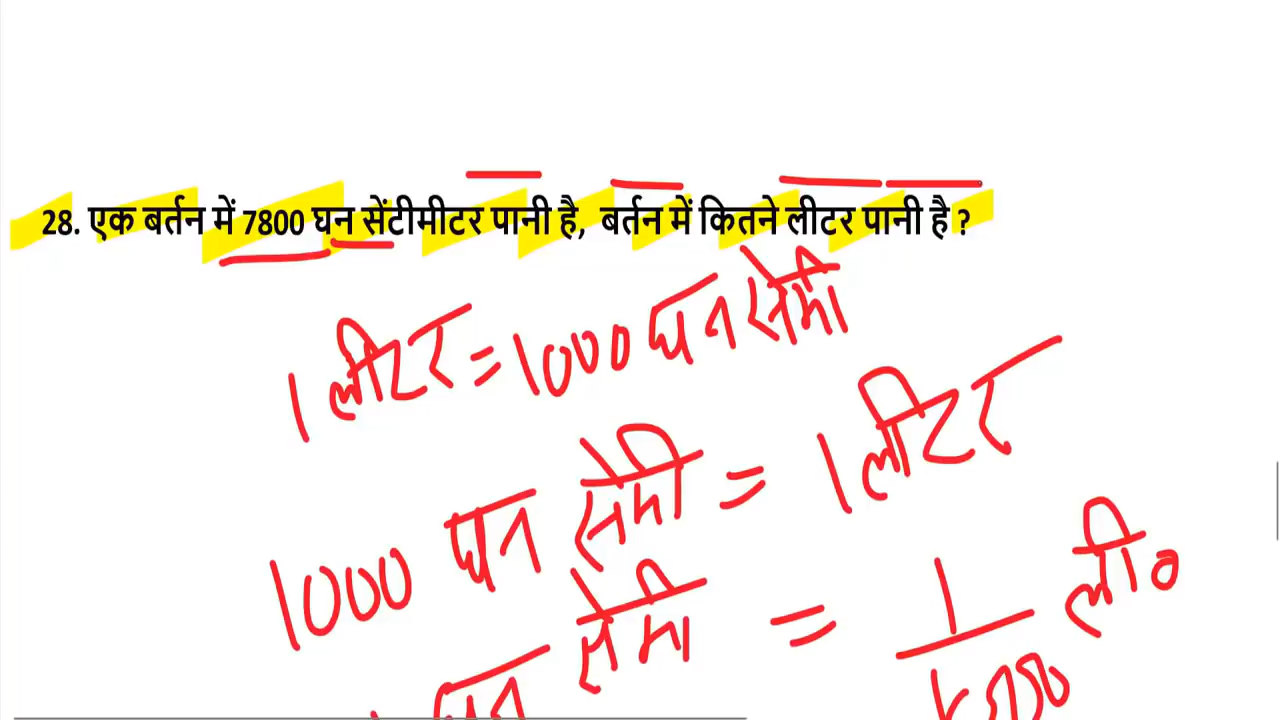 28. एक बर्तन में 7800 घन सेंटीमीटर पानी है, बर्तन में कितने लीटर पानी है ?
1 लीटर = 1000 घन सेमी
1000 घन सेमी = 1 लीटर
घन सेमी = 1/1000 ली०